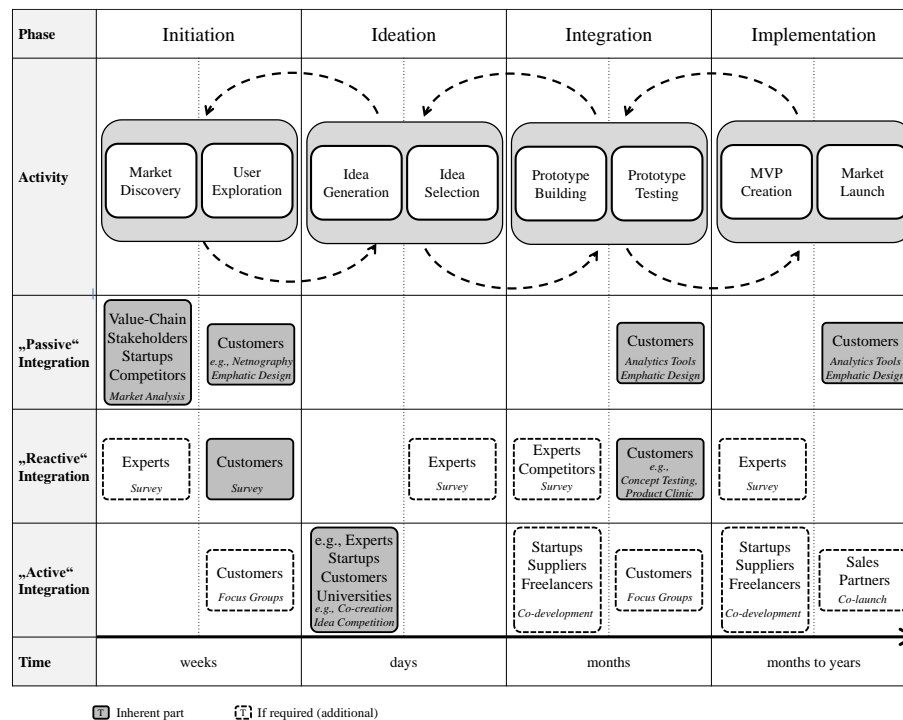 Phase
Initiation
Ideation
Integration
Implementation
Activity
Market
Discovery
User
Exploration
Idea
Generation
Idea
Selection
Prototype
Building
Prototype
Testing
MVP
Creation
Market
Launch
„Passive“
Integration
Value-Chain
Stakeholders
Startups
Competitors
Market Analysis
Customers
e.g., Netnography
Emphatic Design
Customers
Analytics Tools
Emphatic Design
Customers
Analytics Tools
Emphatic Design
„Reactive“
Integration
Experts
Survey
Customers
Survey
Experts
Survey
Experts
Competitors
Survey
Customers
e.g.,
Concept Testing,
Product Clinic
Experts
Survey
„Active“
Integration
Customers
Focus Groups
e.g., Experts
Startups
Customers
Universities
e.g., Co-creation
Idea Competition
Startups
Suppliers
Freelancers
Co-development
Customers
Focus Groups
Startups
Suppliers
Freelancers
Co-development
Sales
Partners
Co-launch
Time
weeks
days
months
months to years
T Inherent part
T If required (additional)